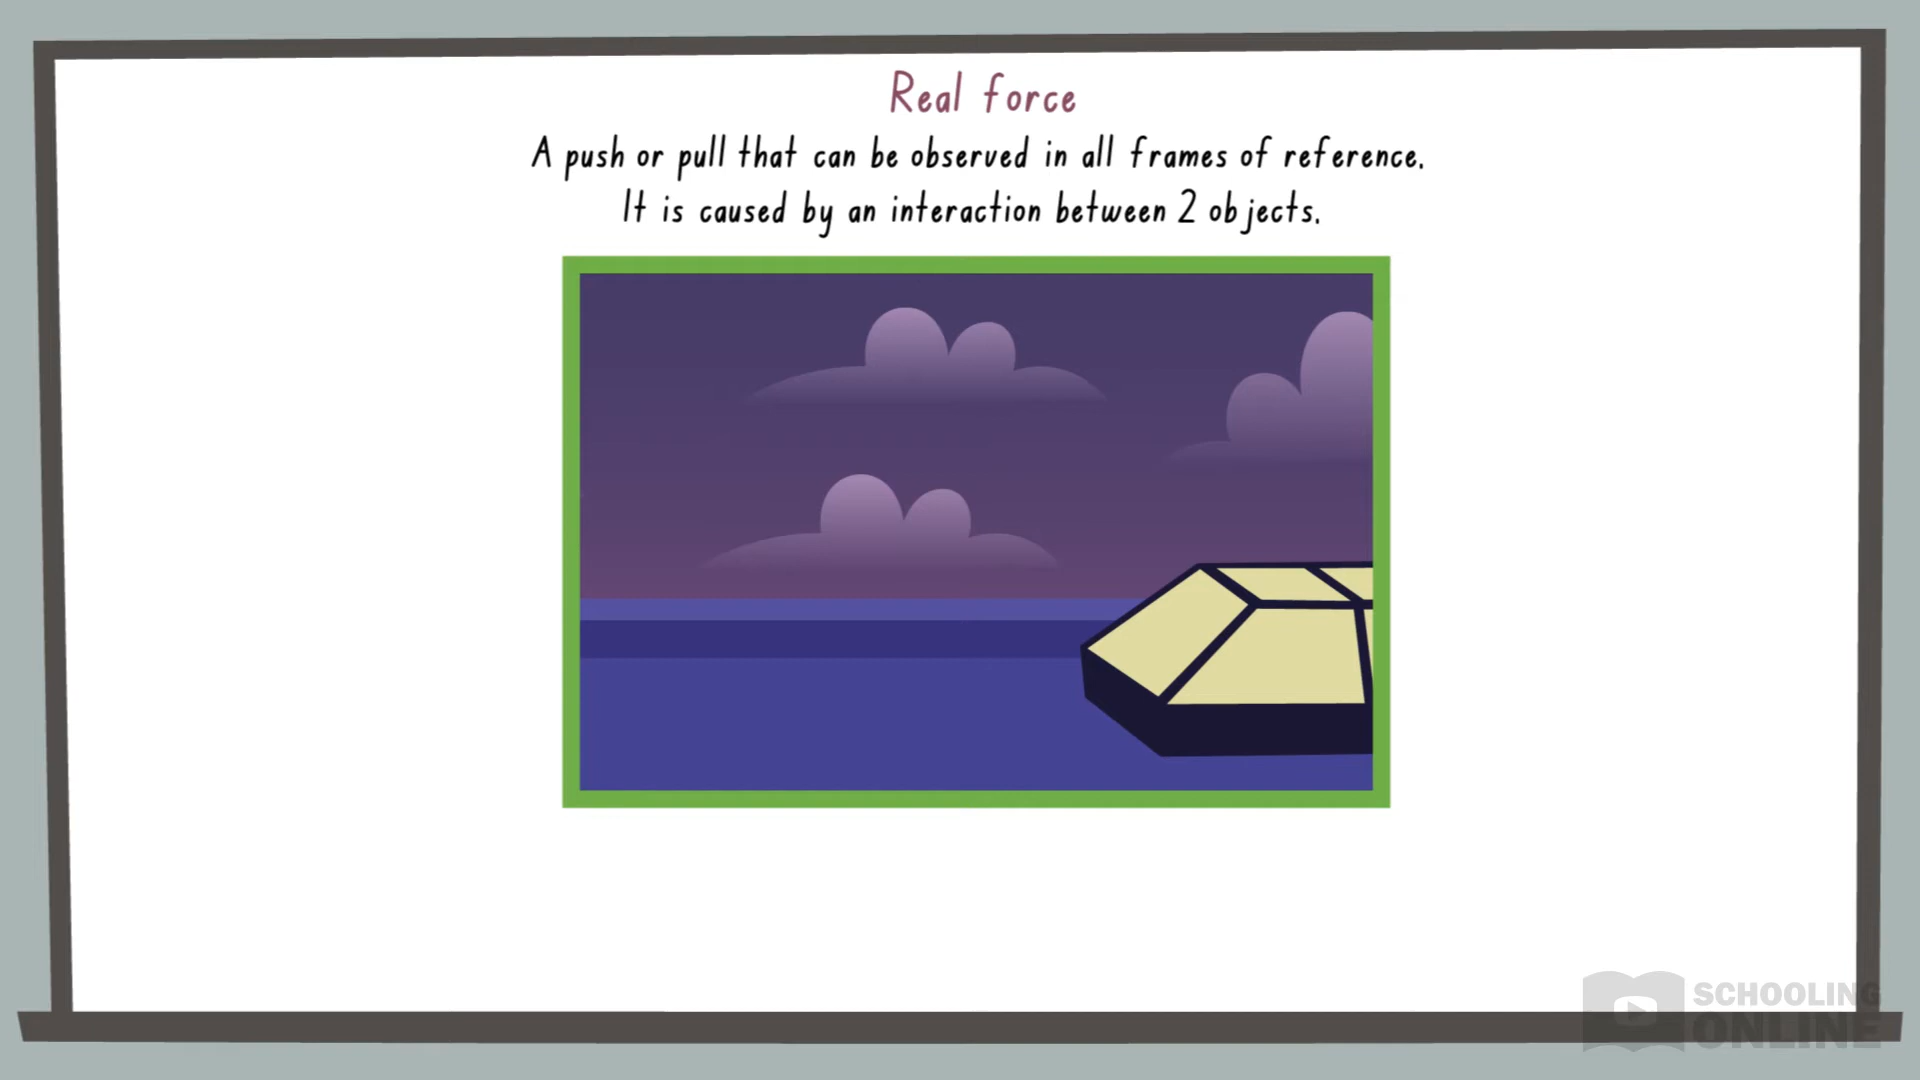 Real force
A push or pull that can be observed in all frames of reference.
It is caused by an interaction between 2 objects.
SCHOOLING
ONLINE